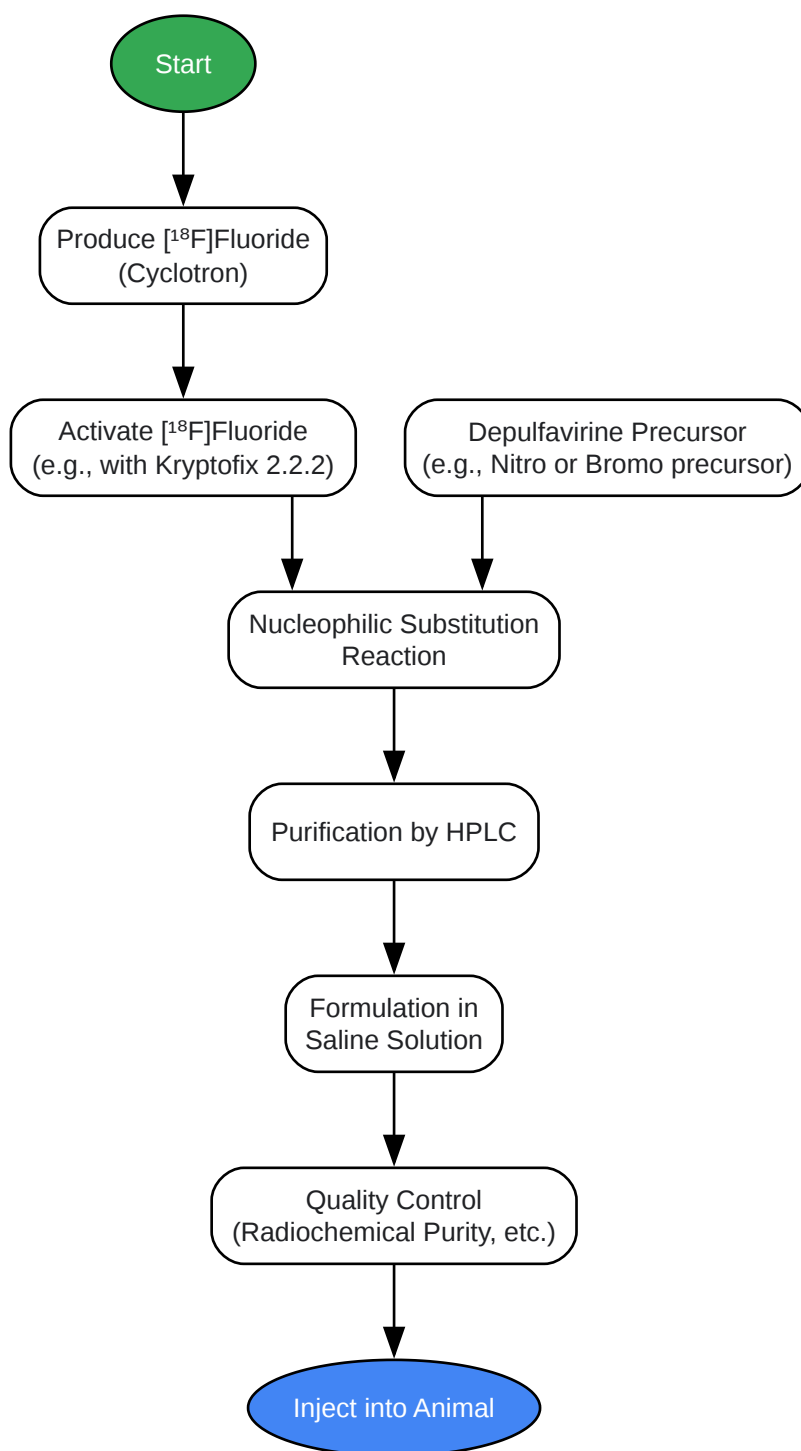 Start
Produce [¹⁸F]Fluoride
(Cyclotron)
Activate [¹⁸F]Fluoride
(e.g., with Kryptofix 2.2.2)
Depulfavirine Precursor
(e.g., Nitro or Bromo precursor)
Nucleophilic Substitution
Reaction
Purification by HPLC
Formulation in
Saline Solution
Quality Control
(Radiochemical Purity, etc.)
Inject into Animal